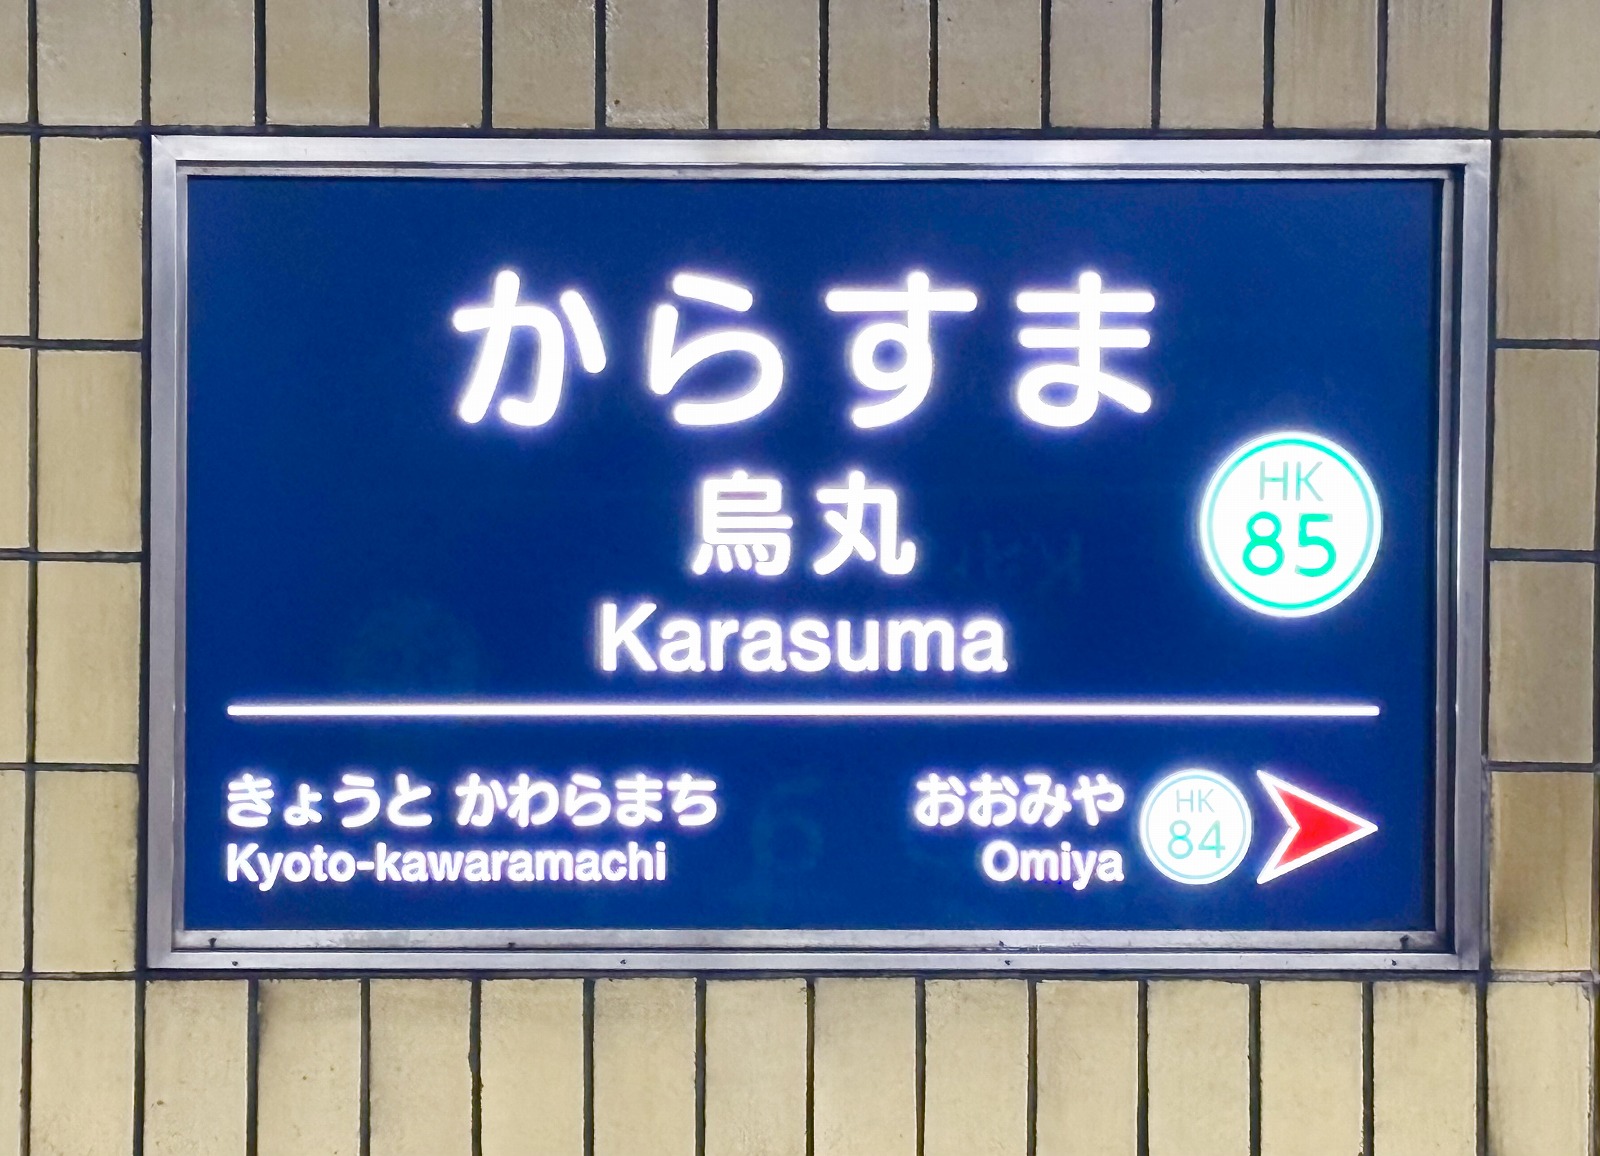 からすま
烏丸
HK
85
Karasuma
きょうと かわらまち
Kyoto-kawaramachi
おおみや
Omiya
HK
84